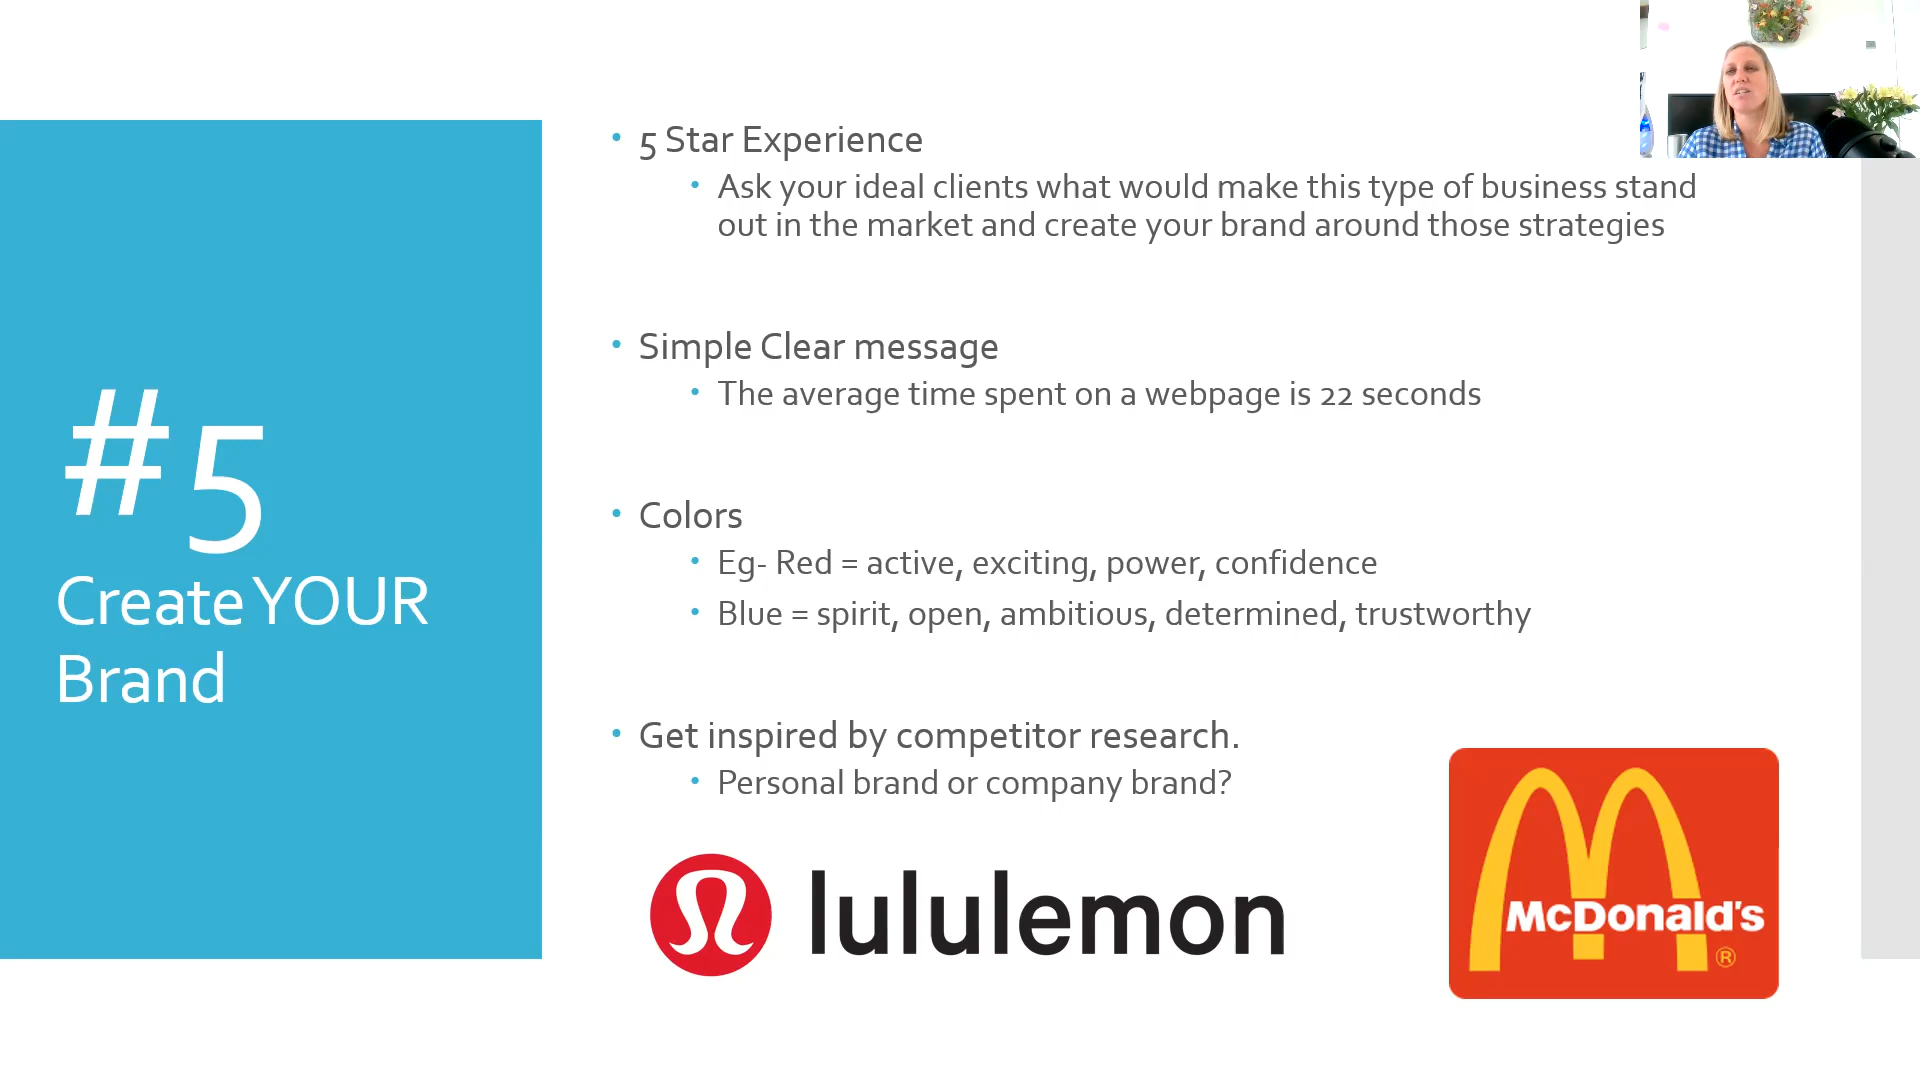 #5
Create YOUR
Brand
5 Star Experience
Ask your ideal clients what would make this type of business stand
out in the market and create your brand around those strategies
Simple Clear message
The average time spent on a webpage is 22 seconds
Colors
Eg- Red = active, exciting, power, confidence
Blue = spirit, open, ambitious, determined, trustworthy
Get inspired by competitor research.
Personal brand or company brand?
lululemon
McDonald's
®